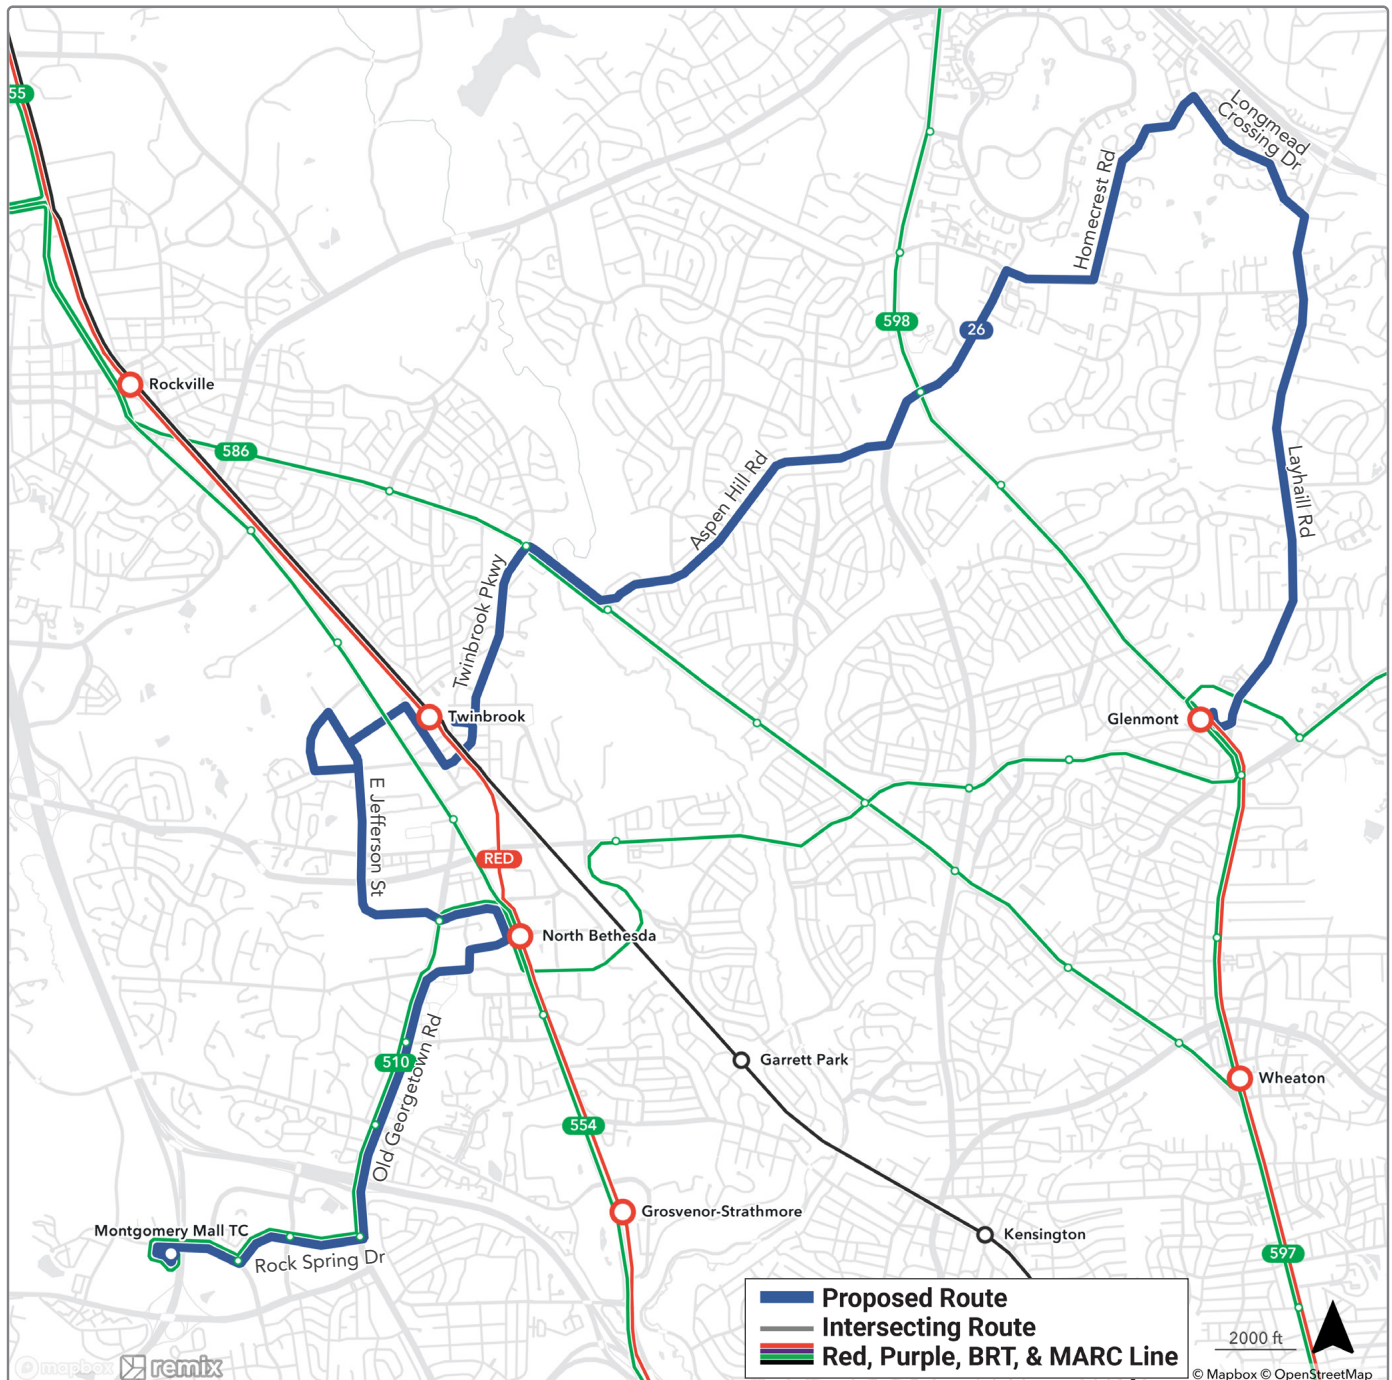 55
Longmead
Crossing Dr
Homecrest Rd
598
26
Rockville
586
Aspen Hill Rd
Layhaill Rd
Twinbrook Pkwy
Twinbrook
Glenmont
E Jefferson St
RED
North Bethesda
Old Georgetown Rd
510
Garrett Park
Wheaton
554
Montgomery Mall TC
Rock Spring Dr
Grosvenor-Strathmore
Kensington
597
Proposed Route
Intersecting Route
Red, Purple, BRT, & MARC Line
2000 ft
mapbox remix
© Mapbox © OpenStreetMap